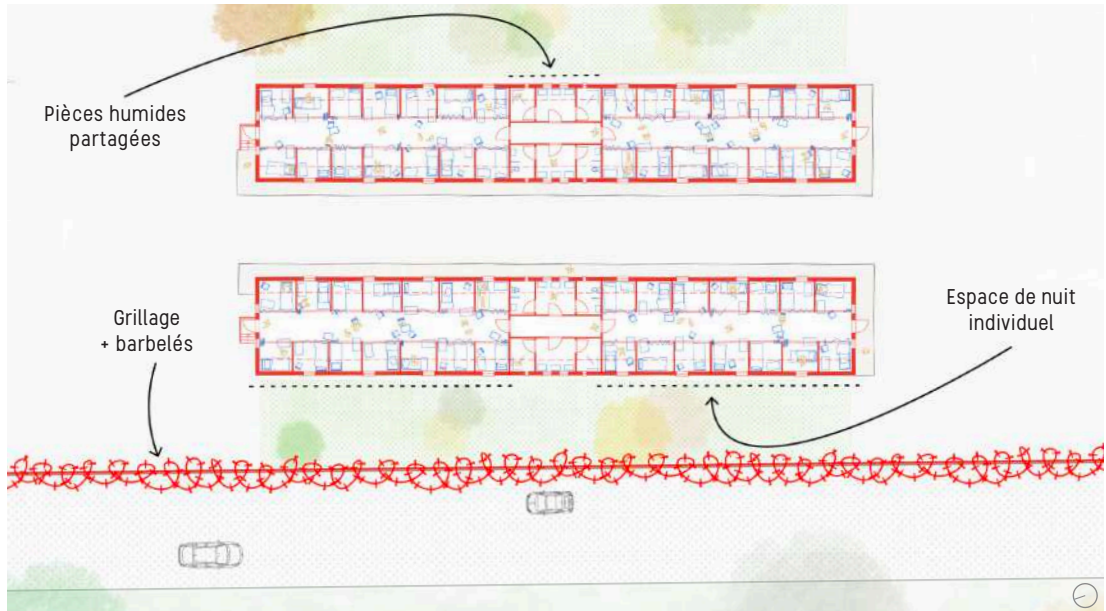 Pièces humides
partagées
Grillage
+ barbelés
Espace de nuit
individuel